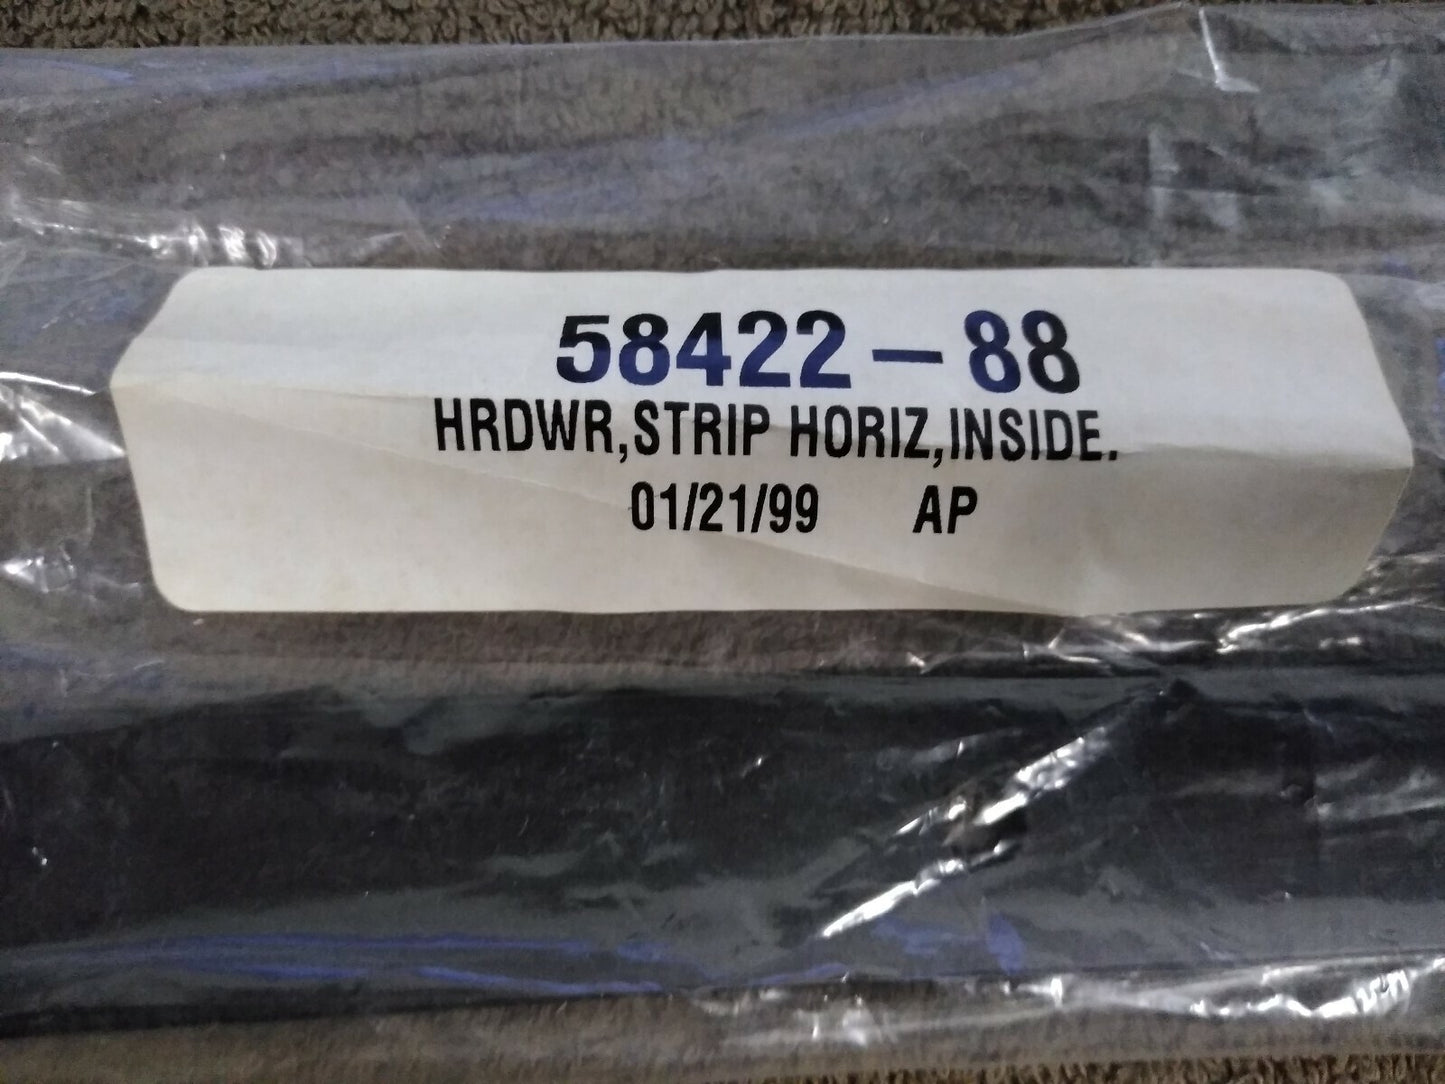 58422-88
HRDWR,STRIP HORIZ,INSIDE.
01/21/99 AP